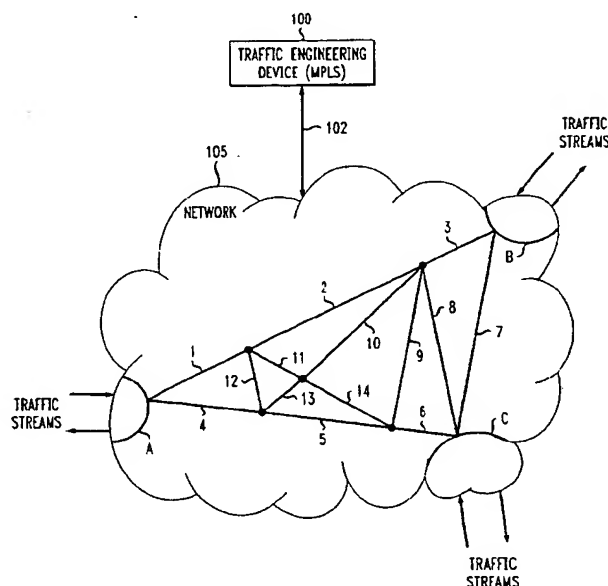 100
TRAFFIC ENGINEERING
DEVICE (MPLS)
102
TRAFFIC
STREAMS
105
NETWORK
3
B
2
8
7
10
9
1
11
12
13
14
6
C
TRAFFIC
STREAMS
4
5
A
TRAFFIC
STREAMS